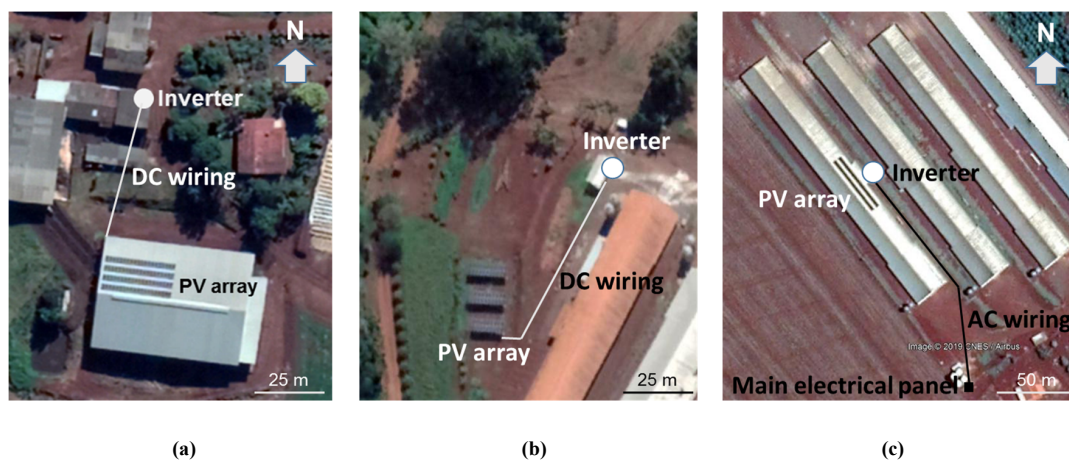 N
Inverter
DC wiring
PV array
25 m
(a)
Inverter
DC wiring
PV array
25 m
(b)
N
Inverter
PV array
AC wiring
Image © 2019 CNES / Airbus
Main electrical panel
50 m
(c)